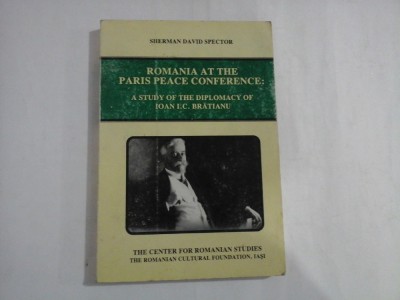 SHERMAN DAVID SPECTOR
ROMANIA AT THE
PARIS PEACE CONFERENCE:
A STUDY OF THE DIPLOMACY OF
IOAN I.C. BRĂTIANU
THE CENTER FOR ROMANIAN STUDIES
THE ROMANIAN CULTURAL FOUNDATION, IAŞI